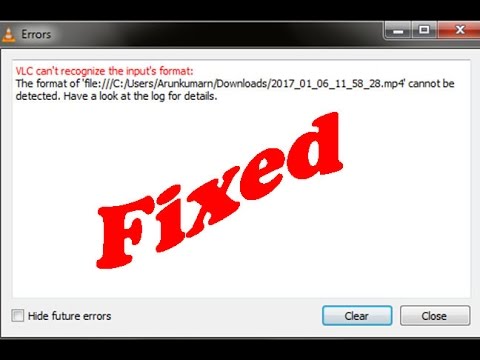 Errors
VLC can't recognize the input's format:
The format of 'file:///C:/Users/Arunkumarn/Downloads/2017_01_06_11_58_28.mp4' cannot be
detected. Have a look at the log for details.
Fixed
Hide future errors
Clear
Close